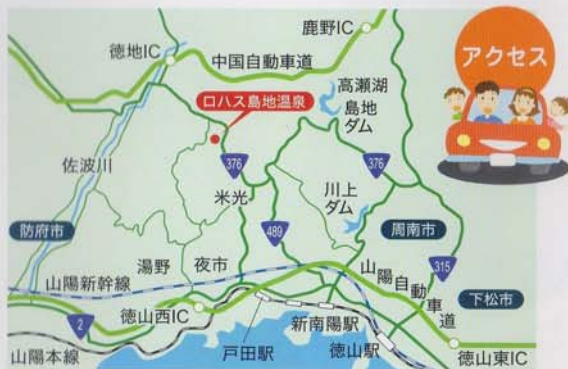 アクセス
鹿野IC
徳地IC
中国自動車道
高瀬湖
島地
ダム
ロハス島地温泉
佐波川
376
376
米光
川上
ダム
防府市
489
周南市
湯野
夜市
315
山陽新幹線
山陽自動車道
下松市
2
徳山西IC
新南陽駅
戸田駅
徳山駅
山陽本線
徳山東IC